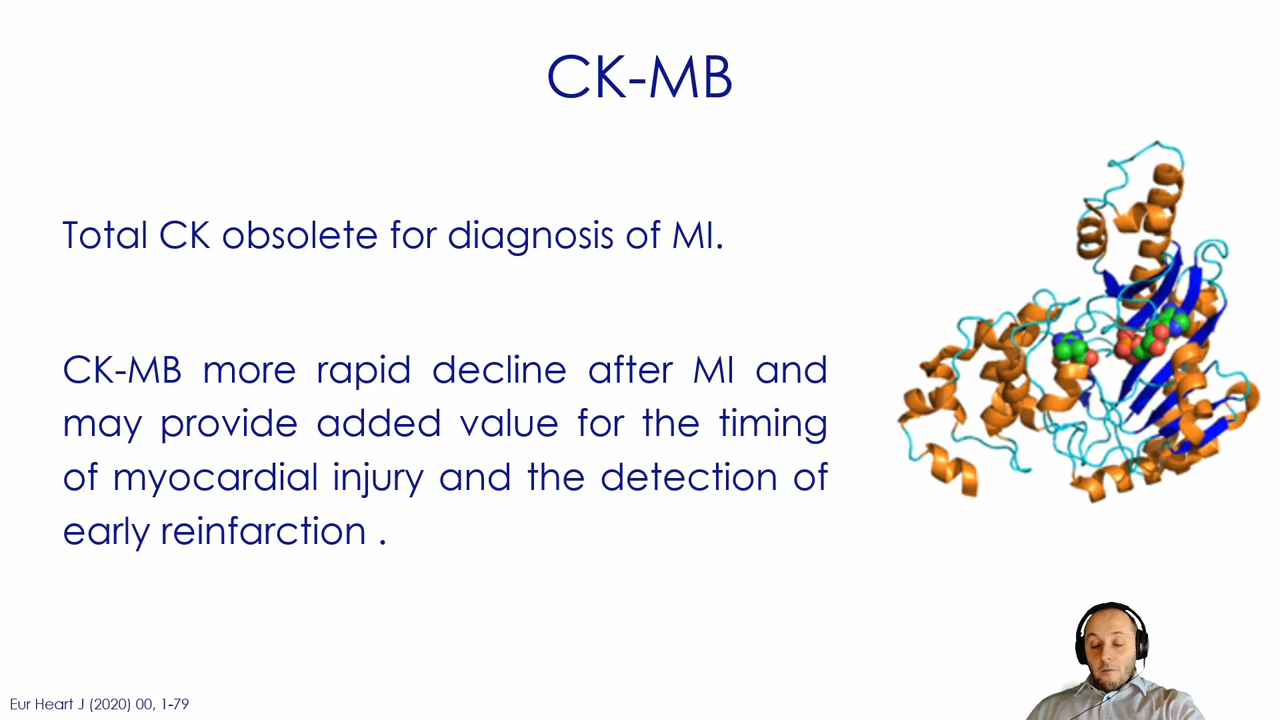 CK-MB
Total CK obsolete for diagnosis of MI.
CK-MB more rapid decline after MI and
may provide added value for the timing
of myocardial injury and the detection of
early reinfarction .
Eur Heart J (2020) 00, 1-79